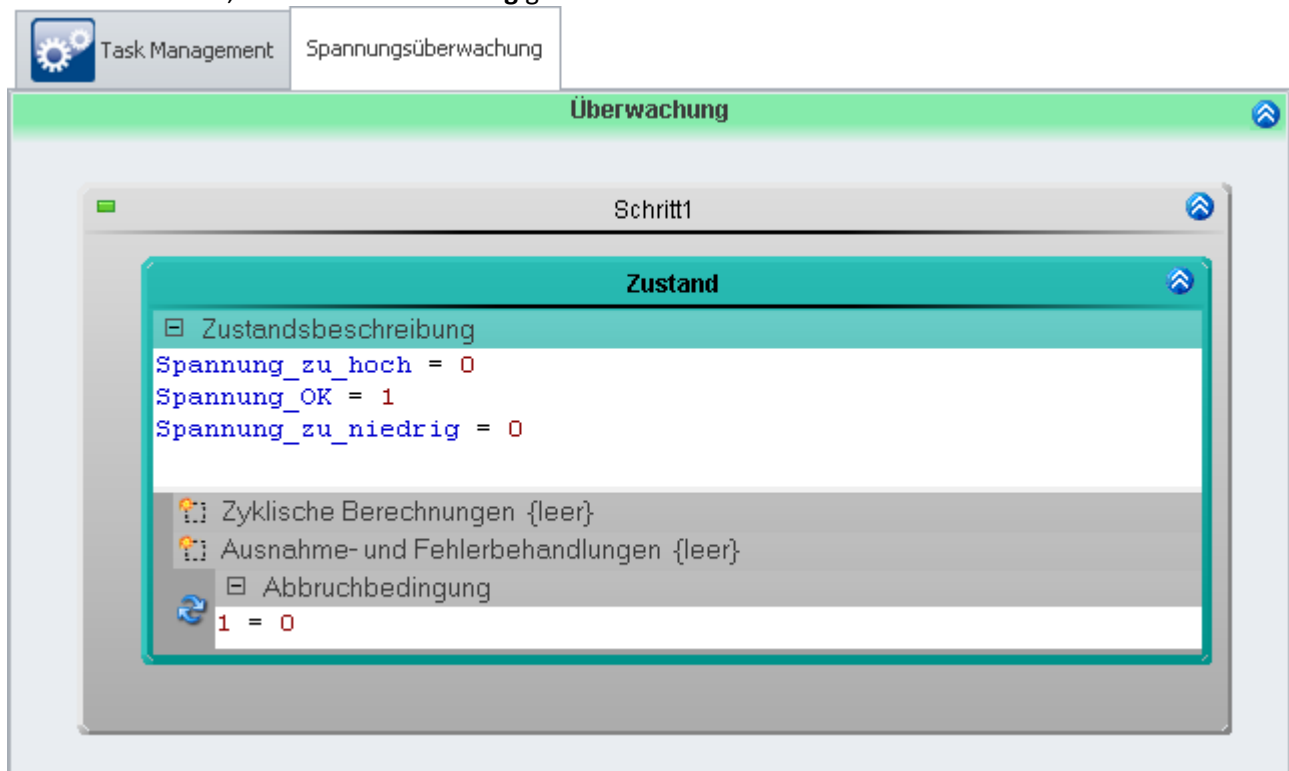 Task Management
Spannungsüberwachung
Überwachung
Schritt1
Zustand
Zustandsbeschreibung
Spannung_zu_hoch = 0
Spannung_OK = 1
Spannung_zu_niedrig = 0
Zyklische Berechnungen {leer}
Ausnahme- und Fehlerbehandlungen {leer}
Abbruchbedingung
1 = 0